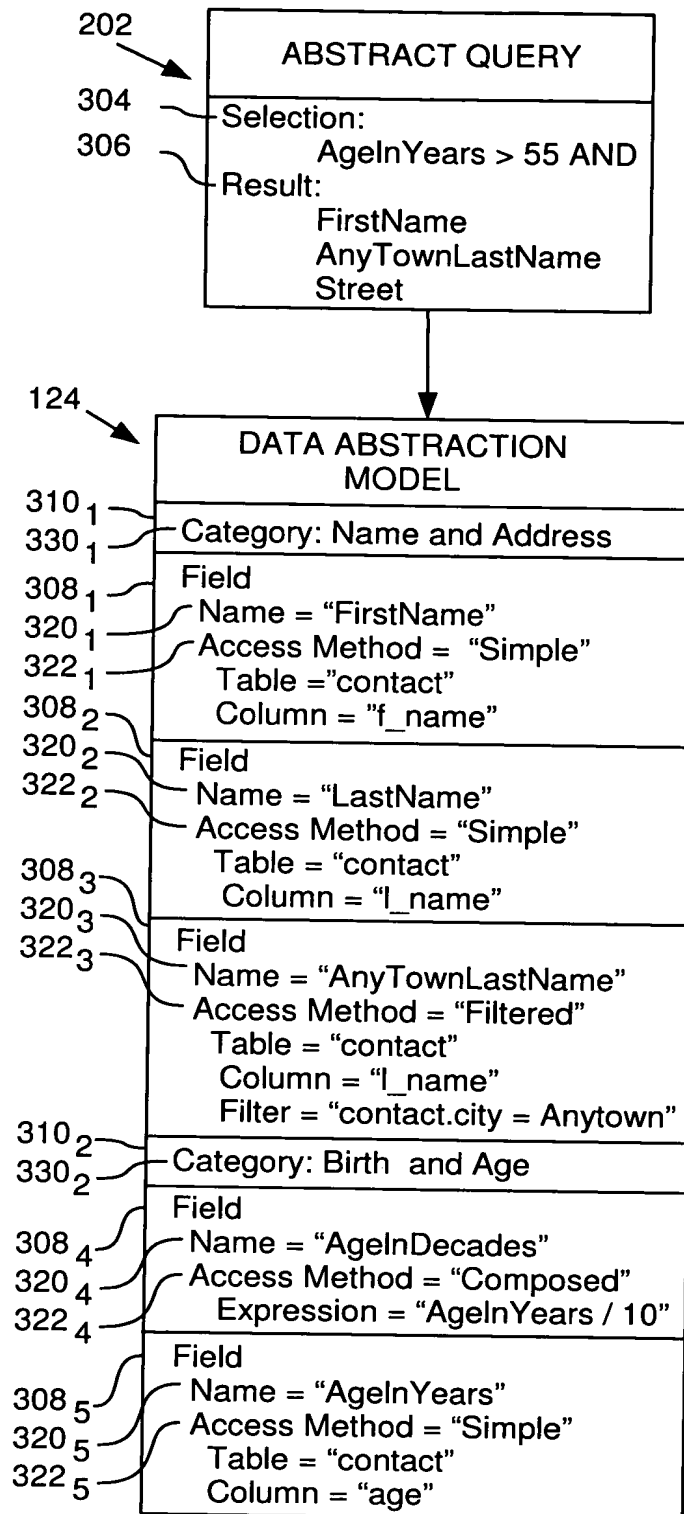 202
ABSTRACT QUERY
304
Selection:
306
AgeInYears > 55 AND
Result:
FirstName
AnyTownLastName
Street
124
DATA ABSTRACTION
MODEL
310 1
330 1
Category: Name and Address
308 1
Field
320 1
Name = “FirstName”
322 1
Access Method = “Simple”
Table =”contact”
308 2
Column = ”f_name”
320 2
Field
322 2
Name = “LastName”
Access Method = “Simple”
Table = “contact”
308 3
Column = “l_name”
320 3
Field
322 3
Name = “AnyTownLastName”
Access Method = “Filtered”
Table = “contact”
Column = “l_name”
Filter = “contact.city = Anytown”
310 2
330 2
Category: Birth and Age
308 4
Field
320 4
Name = “AgeInDecades”
322 4
Access Method = “Composed”
Expression = “AgeInYears / 10”
308 5
Field
320 5
Name = “AgeInYears”
322 5
Access Method = “Simple”
Table = “contact”
Column = “age”